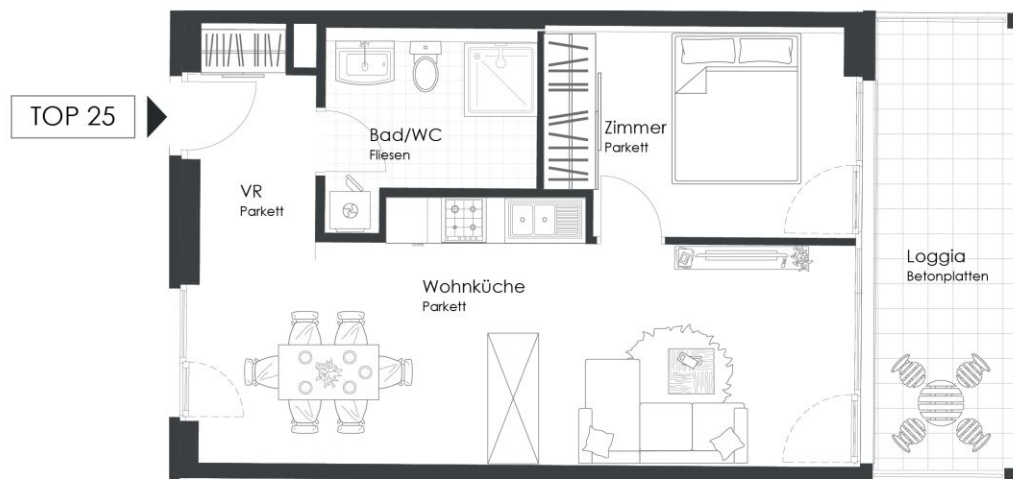 TOP 25
Bad/WC
Fliesen
Zimmer
Parkett
VR
Parkett
Wohnküche
Parkett
Loggia
Betonplatten